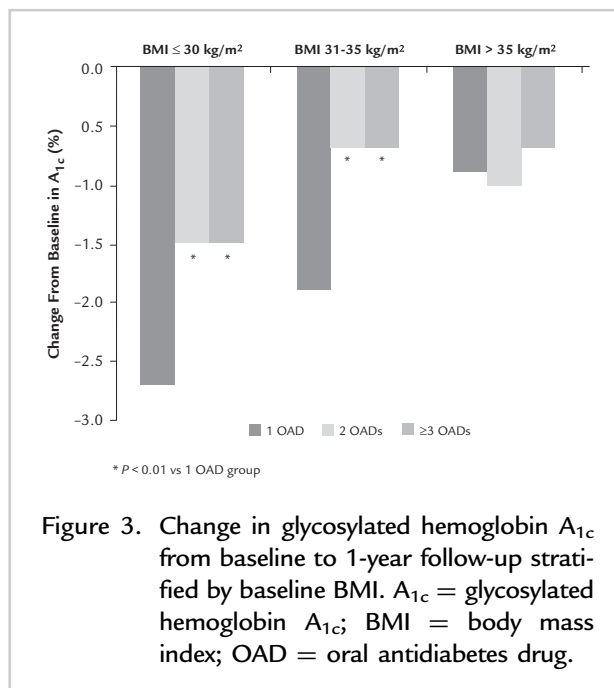 BMI ≤ 30 kg/m² BMI 31-35 kg/m² BMI > 35 kg/m²
Change From Baseline in A1c (%)
0.0
0.5
–1.0
–1.5
–2.0
–2.5
–3.0
* * * *
1 OAD 2 OADs ≥3 OADs
* P < 0.01 vs 1 OAD group
Figure 3. Change in glycosylated hemoglobin A1c
from baseline to 1-year follow-up strati-
fied by baseline BMI. A1c = glycosylated
hemoglobin A1c; BMI = body mass
index; OAD = oral antidiabetes drug.